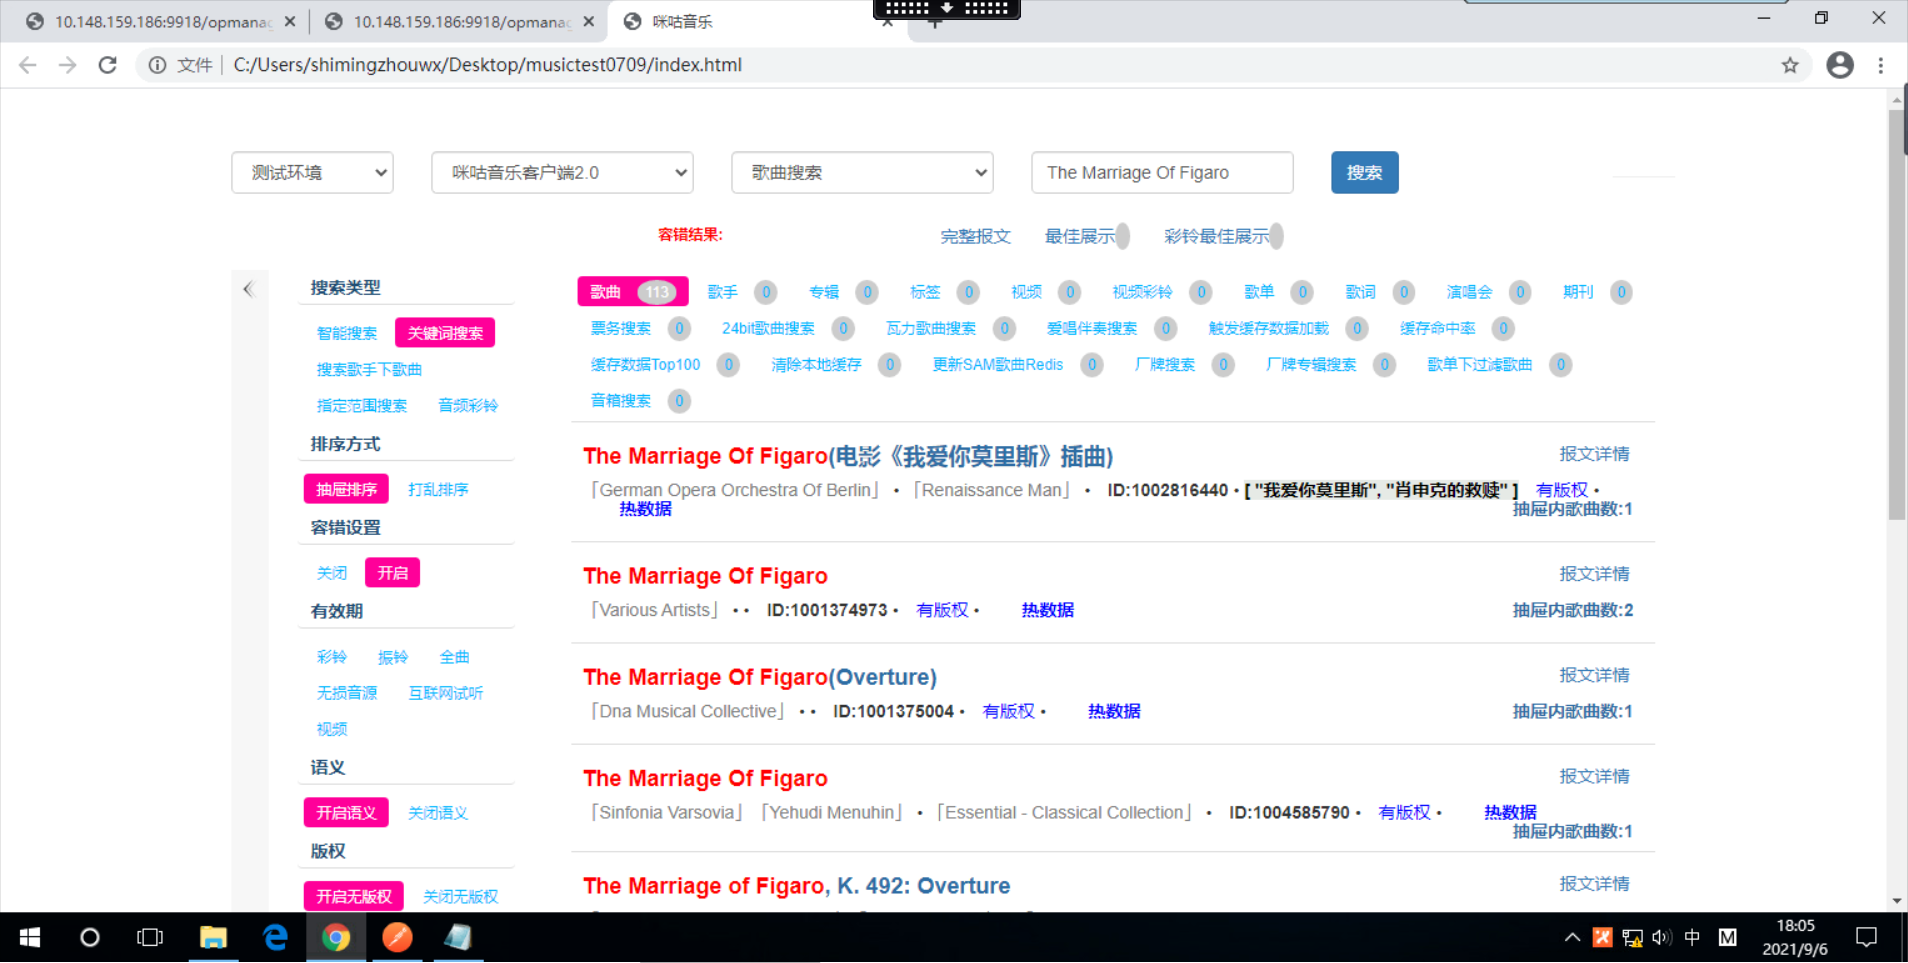 10.148.159.186:9918/opmanag
10.148.159.186:9918/opmanag
咪咕音乐
文件 C:/Users/shimingzhouwx/Desktop/musictest0709/index.html
测试环境 咪咕音乐客户端2.0 歌曲搜索 The Marriage Of Figaro 搜索
容错结果: 完整报文 最佳展示 彩铃最佳展示
搜索类型
智能搜索 关键词搜索
搜索歌手下歌曲
指定范围搜索 音频彩铃
排序方式
抽屉排序 打乱排序
容错设置
关闭 开启
有效期
彩铃 振铃 全曲
无损音源 互联网试听
视频
语义
开启语义 关闭语义
版权
开启无版权 关闭无版权
歌曲 113 歌手 0 专辑 0 标签 0 视频 0 视频彩铃 0 歌单 0 歌词 0 演唱会 0 期刊 0
票务搜索 0 24bit歌曲搜索 0 瓦力歌曲搜索 0 爱唱伴奏搜索 0 触发缓存数据加载 0 缓存命中率 0
缓存数据Top100 0 清除本地缓存 0 更新SAM歌曲Redis 0 厂牌搜索 0 厂牌专辑搜索 0 歌单下过滤歌曲 0
音箱搜索 0
The Marriage Of Figaro(电影《我爱你莫里斯》插曲) 报文详情
「German Opera Orchestra Of Berlin」 • 「Renaissance Man」 • ID:1002816440 • [ "我爱你莫里斯", "肖申克的救赎" ] 有版权 •
热数据 抽屉内歌曲数:1
The Marriage Of Figaro 报文详情
「Various Artists」 • • ID:1001374973 • 有版权 • 热数据 抽屉内歌曲数:2
The Marriage Of Figaro(Overture) 报文详情
「Dna Musical Collective」 • • ID:1001375004 • 有版权 • 热数据 抽屉内歌曲数:1
The Marriage Of Figaro 报文详情
「Sinfonia Varsovia」 「Yehudi Menuhin」 • 「Essential - Classical Collection」 • ID:1004585790 • 有版权 • 热数据
抽屉内歌曲数:1
The Marriage of Figaro, K. 492: Overture 报文详情
中 M
18:05
2021/9/6